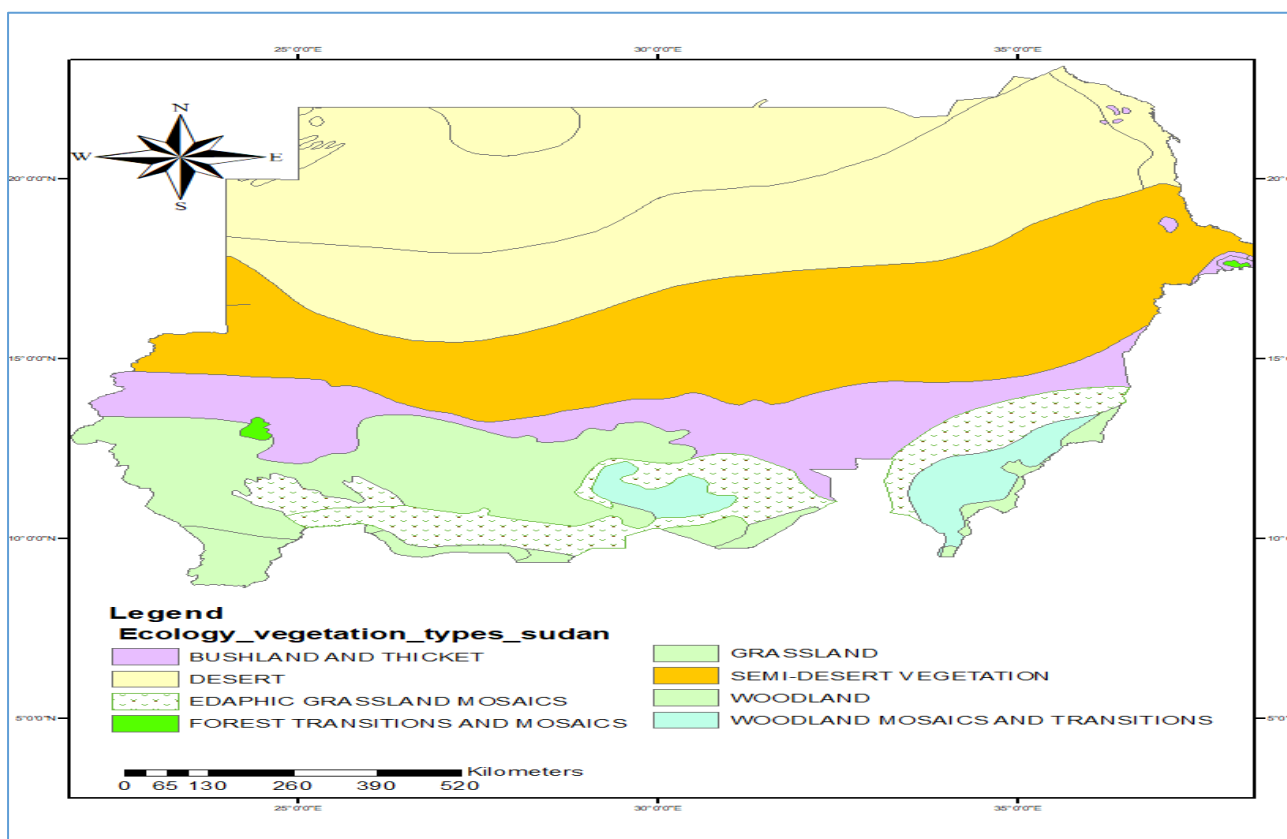 25°0'0"E 30°0'0"E 35°0'0"E
N
W E
S
20°0'0"N 20°0'
15°0'0"N 15°0'
10°0'0"N 10°0'
5°0'0"N 5°0'0
Legend
Ecology_vegetation_types_sudan
BUSHLAND AND THICKET
DESERT
EDAPHIC GRASSLAND MOSAICS
FOREST TRANSITIONS AND MOSAICS
GRASSLAND
SEMI-DESERT VEGETATION
WOODLAND
WOODLAND MOSAICS AND TRANSITIONS
Kilometers
0 65 130 260 390 520
25°0'0"E 30°0'0"E 35°0'0"E